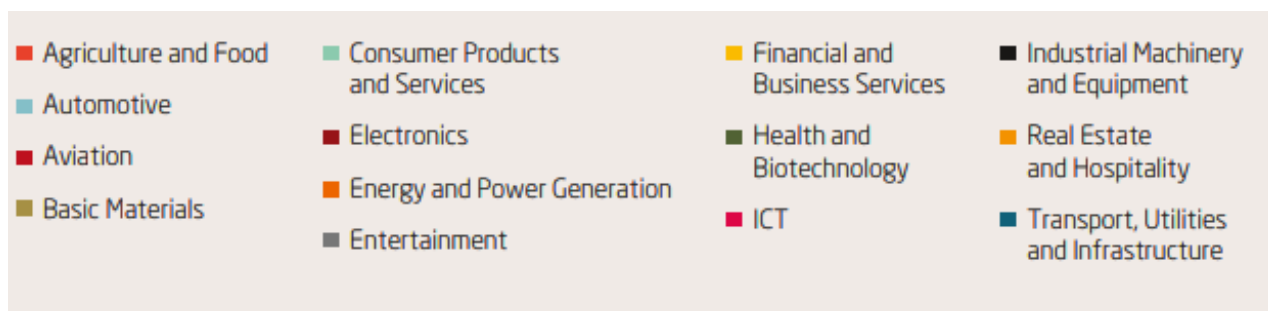 Agriculture and Food
Automotive
Aviation
Basic Materials
Consumer Products
and Services
Electronics
Energy and Power Generation
Entertainment
Financial and
Business Services
Health and
Biotechnology
ICT
Industrial Machinery
and Equipment
Real Estate
and Hospitality
Transport, Utilities
and Infrastructure